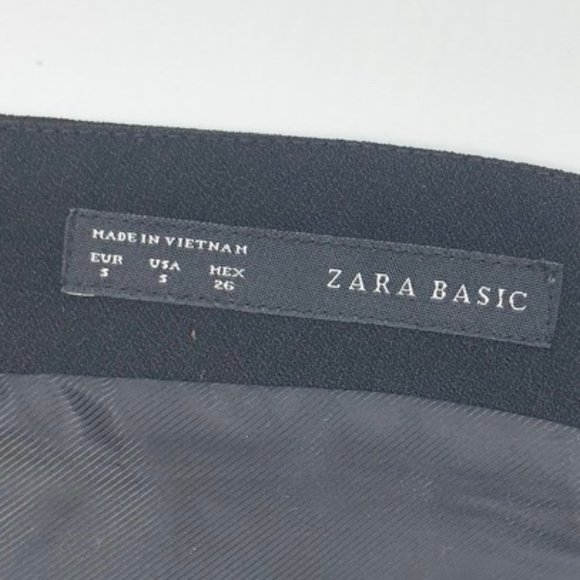 MADE IN VIETNAM
EUR USA MEX
S S 26
ZARA BASIC